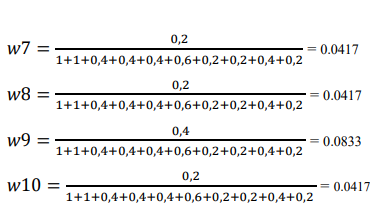 w7 = 0,2 / 1+1+0,4+0,4+0,4+0,6+0,2+0,2+0,4+0,2 = 0.0417
w8 = 0,2 / 1+1+0,4+0,4+0,4+0,6+0,2+0,2+0,4+0,2 = 0.0417
w9 = 0,4 / 1+1+0,4+0,4+0,4+0,6+0,2+0,2+0,4+0,2 = 0.0833
w10 = 0,2 / 1+1+0,4+0,4+0,4+0,6+0,2+0,2+0,4+0,2 = 0.0417